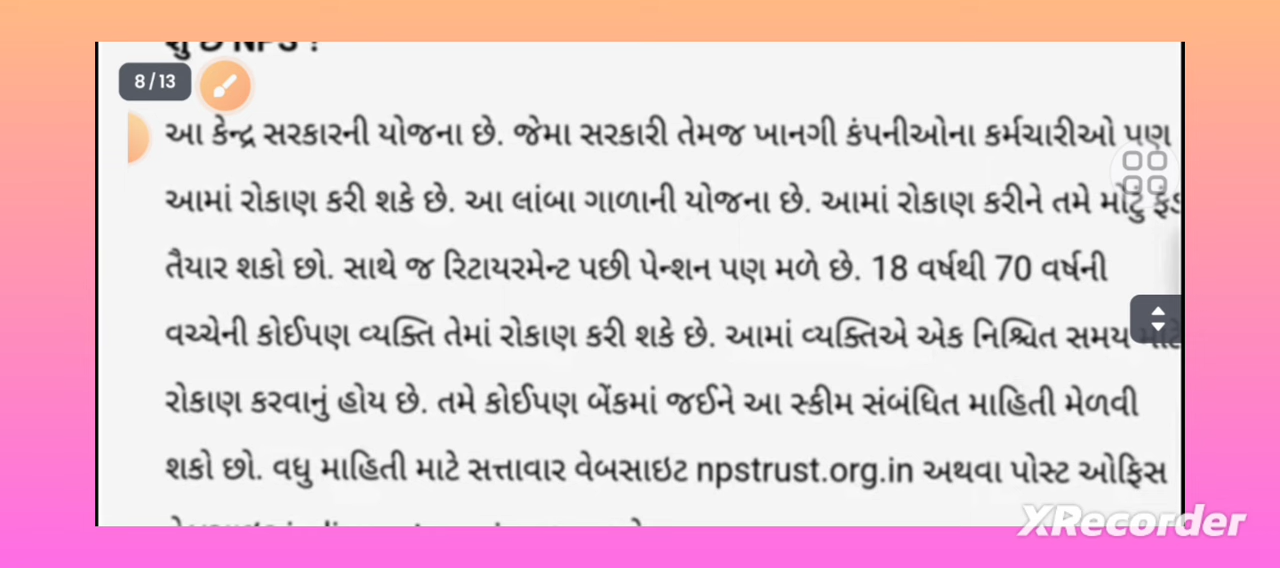 શું છે NPS ?
8/13
આ કેન્દ્ર સરકારની યોજના છે. જેમા સરકારી તેમજ ખાનગી કંપનીઓના કર્મચારીઓ પણ
આમાં રોકાણ કરી શકે છે. આ લાંબા ગાળાની યોજના છે. આમાં રોકાણ કરીને તમે મોટું ફંડ
તૈયાર શકો છો. સાથે જ રિટાયરમેન્ટ પછી પેન્શન પણ મળે છે. 18 વર્ષથી 70 વર્ષની
વચ્ચેની કોઈપણ વ્યક્તિ તેમાં રોકાણ કરી શકે છે. આમાં વ્યક્તિએ એક નિશ્ચિત સમય માટે
રોકાણ કરવાનું હોય છે. તમે કોઈપણ બેંકમાં જઈને આ સ્કીમ સંબંધિત માહિતી મેળવી
શકો છો. વધુ માહિતી માટે સત્તાવાર વેબસાઇટ npstrust.org.in અથવા પોસ્ટ ઓફિસ
XRecorder